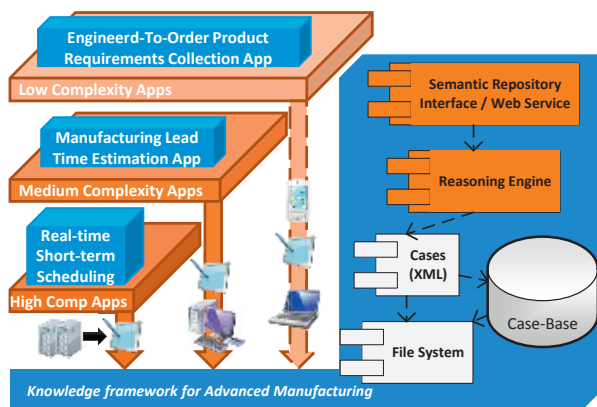 Engineerd-To-Order Product
Requirements Collection App
Low Complexity Apps
Manufacturing Lead
Time Estimation App
Medium Complexity Apps
Real-time
Short-term
Scheduling
High Comp Apps
Semantic Repository
Interface / Web Service
Reasoning Engine
Cases
(XML)
Case-Base
File System
Knowledge framework for Advanced Manufacturing